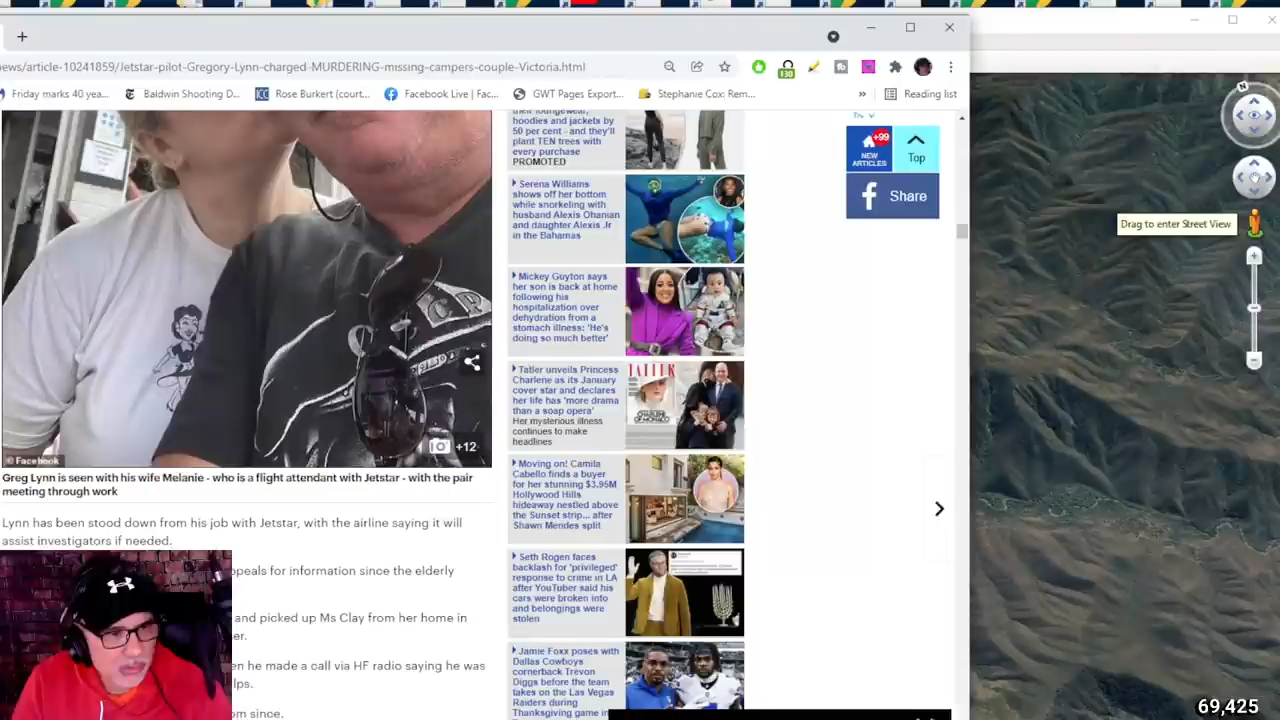 ews/article-10241859/Jetstar-pilot-Gregory-Lynn-charged-MURDERING-missing-campers-couple-Victoria.html
130
Friday marks 40 yea...
Baldwin Shooting D...
Rose Burkert (court...
Facebook Live | Fac...
GWT Pages Export...
Stephanie Cox: Rem...
»
Reading list
their loungewear,
hoodies and jackets by
50 per cent - and they'll
plant TEN trees with
every purchase
PROMOTED
Serena Williams
shows off her bottom
while snorkeling with
husband Alexis Ohanian
and daughter Alexis Jr
in the Bahamas
Mickey Guyton says
her son is back at home
following his
hospitalization over
dehydration from a
stomach illness: 'He's
doing so much better'
Tatler unveils Princess
Charlene as its January
cover star and declares
her life has 'more drama
than a soap opera'
Her mysterious illness
continues to make
headlines
TATLER
CHARLENE
OF MONACO
Moving on! Camila
Cabello finds a buyer
for her stunning $3.95M
Hollywood Hills
hideaway nestled above
the Sunset strip... after
Shawn Mendes split
Seth Rogen faces
backlash for 'privileged'
response to crime in LA
after YouTuber said his
cars were broken into
and belongings were
stolen
Jamie Foxx poses with
Dallas Cowboys
cornerback Trevon
Diggs before the team
takes on the Las Vegas
Raiders during
Thanksgiving game in
+99
NEW
ARTICLES
Top
Share
+12
© Facebook
Greg Lynn is seen with his wife Melanie - who is a flight attendant with Jetstar - with the pair
meeting through work
Lynn has been stood down from his job with Jetstar, with the airline saying it will
assist investigators if needed.
peals for information since the elderly
and picked up Ms Clay from her home in
er.
en he made a call via HF radio saying he was
lps.
om since.
Drag to enter Street View
N
69,425